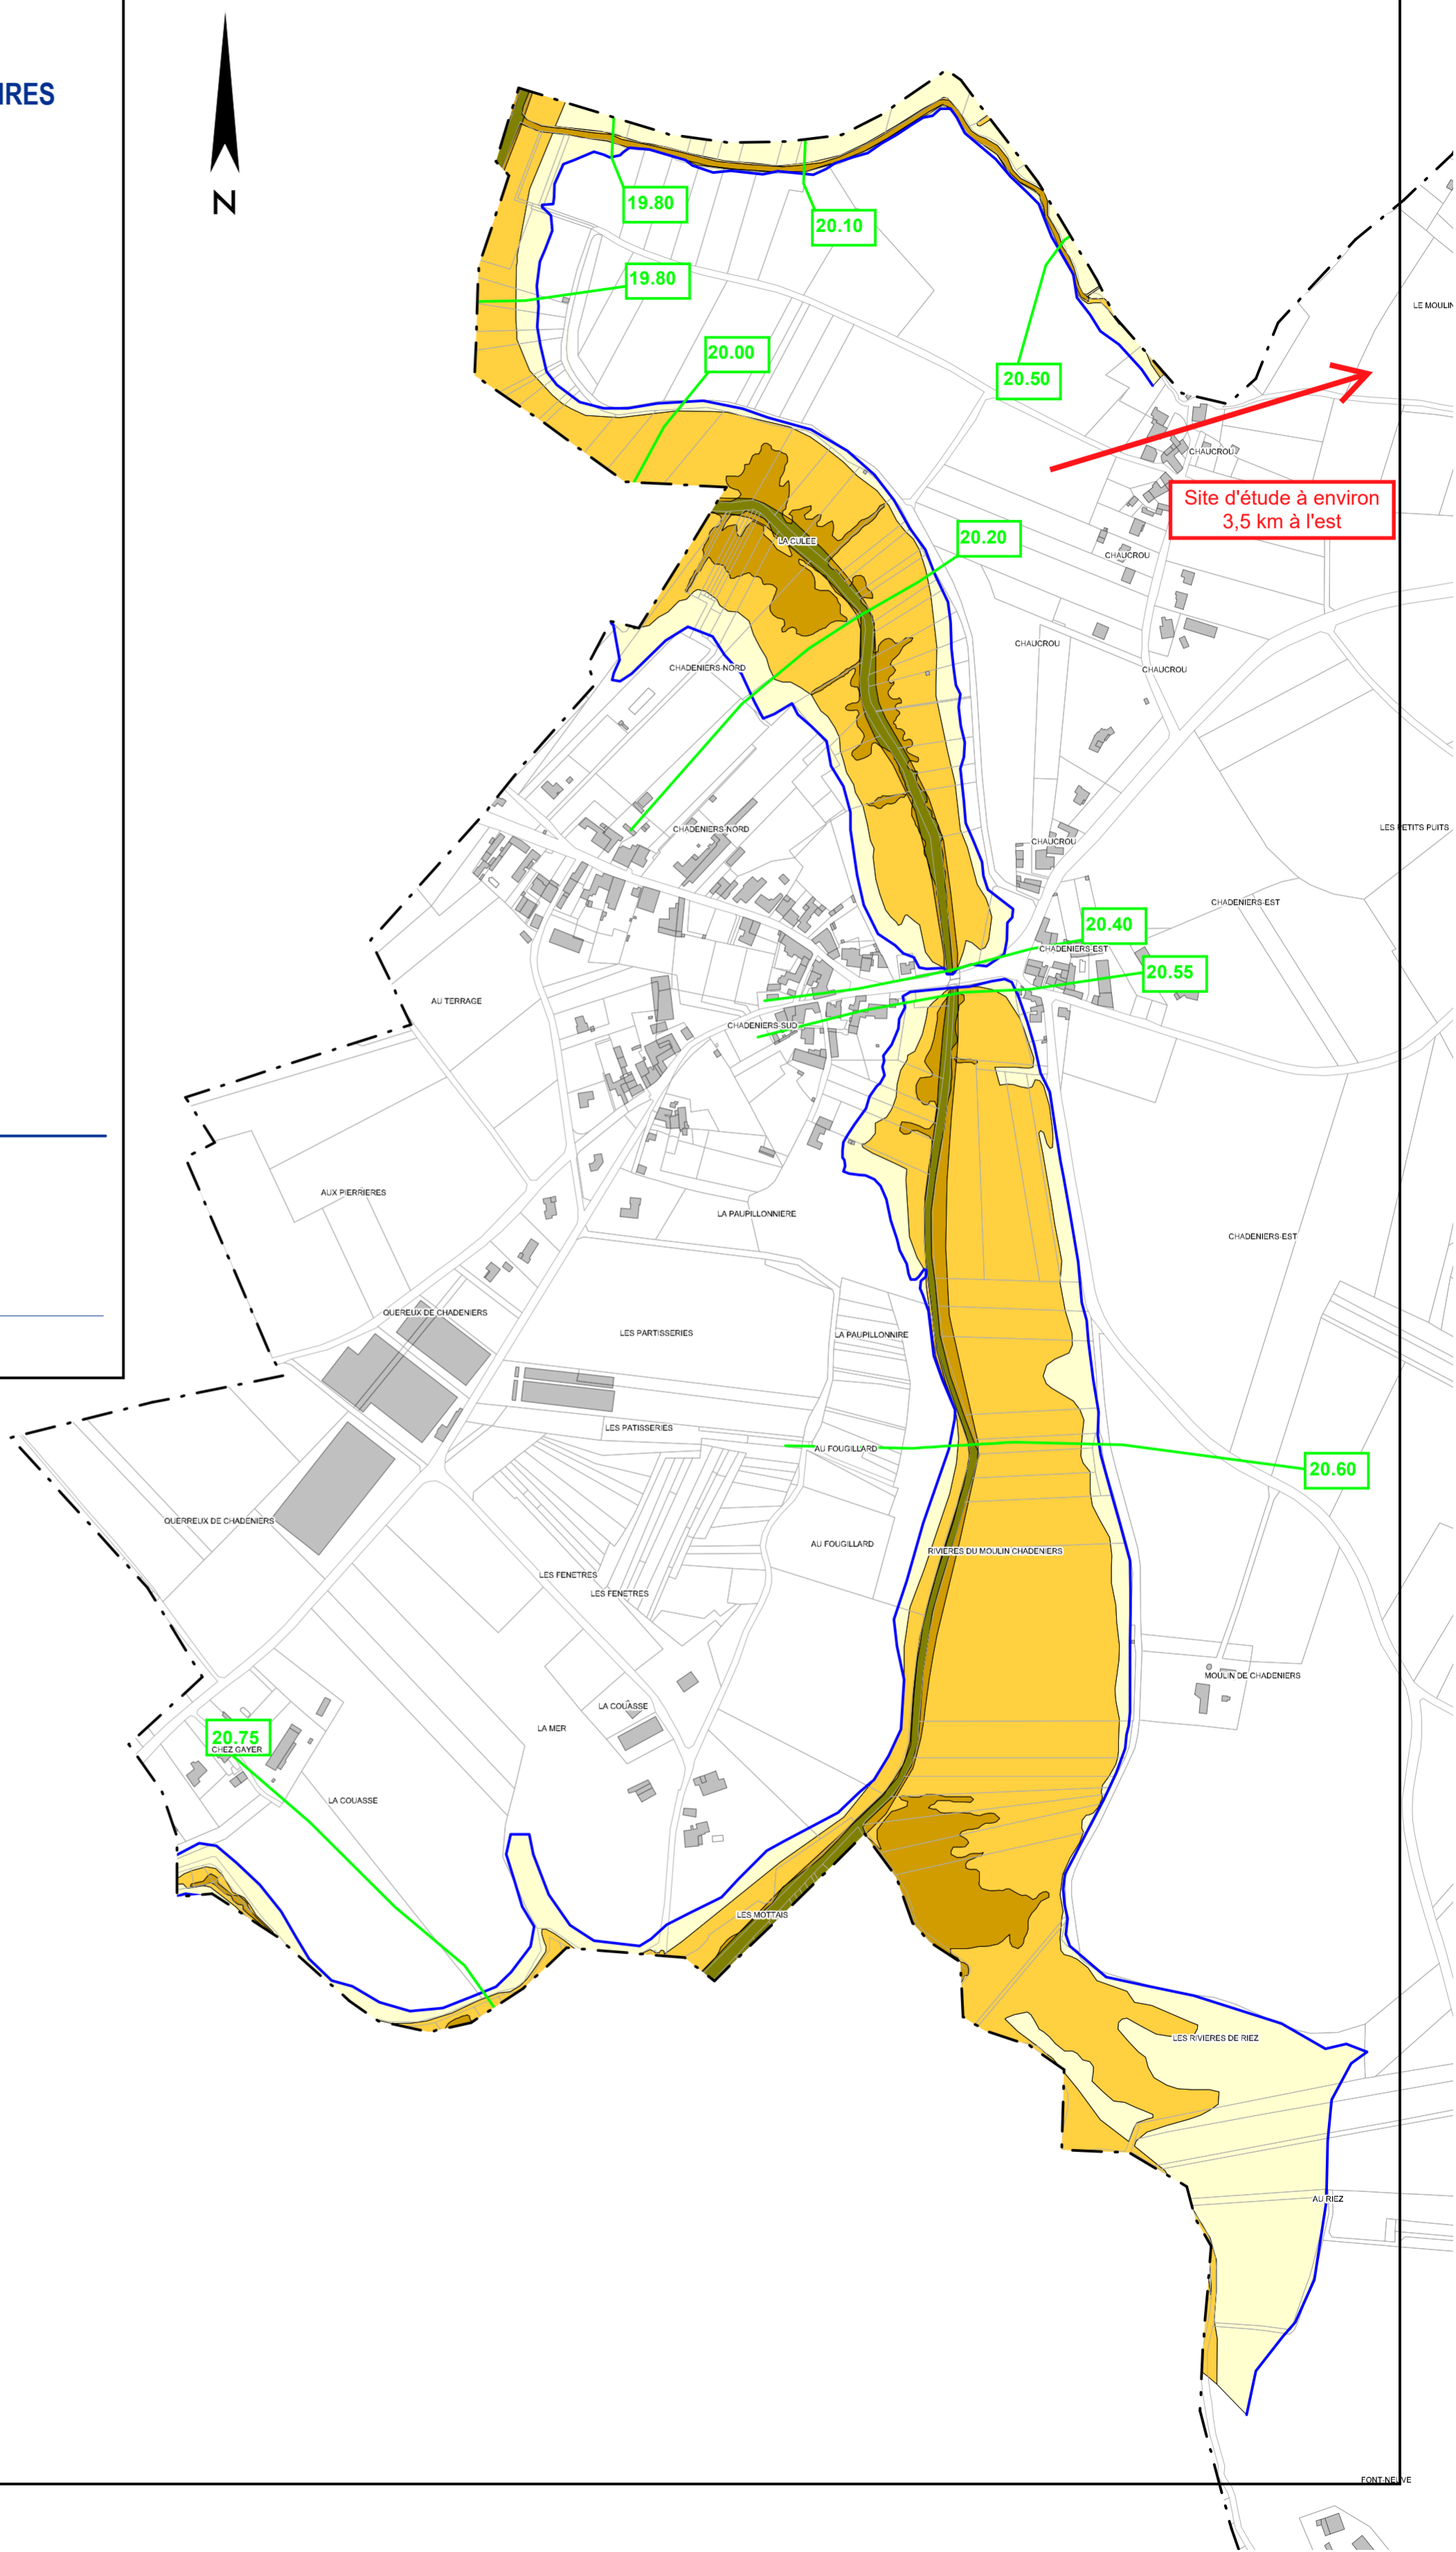 IRES
N
19.80
20.10
19.80
LE MOULIN
20.00
20.50
CHAUCROU
Site d'étude à environ
3,5 km à l'est
20.20
LA CULEE
CHAUCROU
CHAUCROU
CHADENIERS-NORD
CHAUCROU
CHADENIERS-NORD
LES PETITS PUITS
CHAUCROU
CHADENIERS-EST
20.40
CHADENIERS-EST
20.55
AU TERRAGE
CHADENIERS-SUD
AUX PIERRIERES
LA PAUPILLONNIERE
CHADENIERS-EST
QUEREUX DE CHADENIERS
LES PARTISSERIES
LA PAUPILLONNIRE
LES PATISSERIES
AU FOUGILLARD
20.60
QUERREUX DE CHADENIERS
AU FOUGILLARD
RIVIERES DU MOULIN CHADENIERS
LES FENETRES
LES FENETRES
MOULIN DE CHADENIERS
LA COUASSE
LA MER
20.75
CHEZ GAYER
LA COUASSE
LES MOTTAIS
LES RIVIERES DE RIEZ
AU RIEZ
FONT-NEUVE